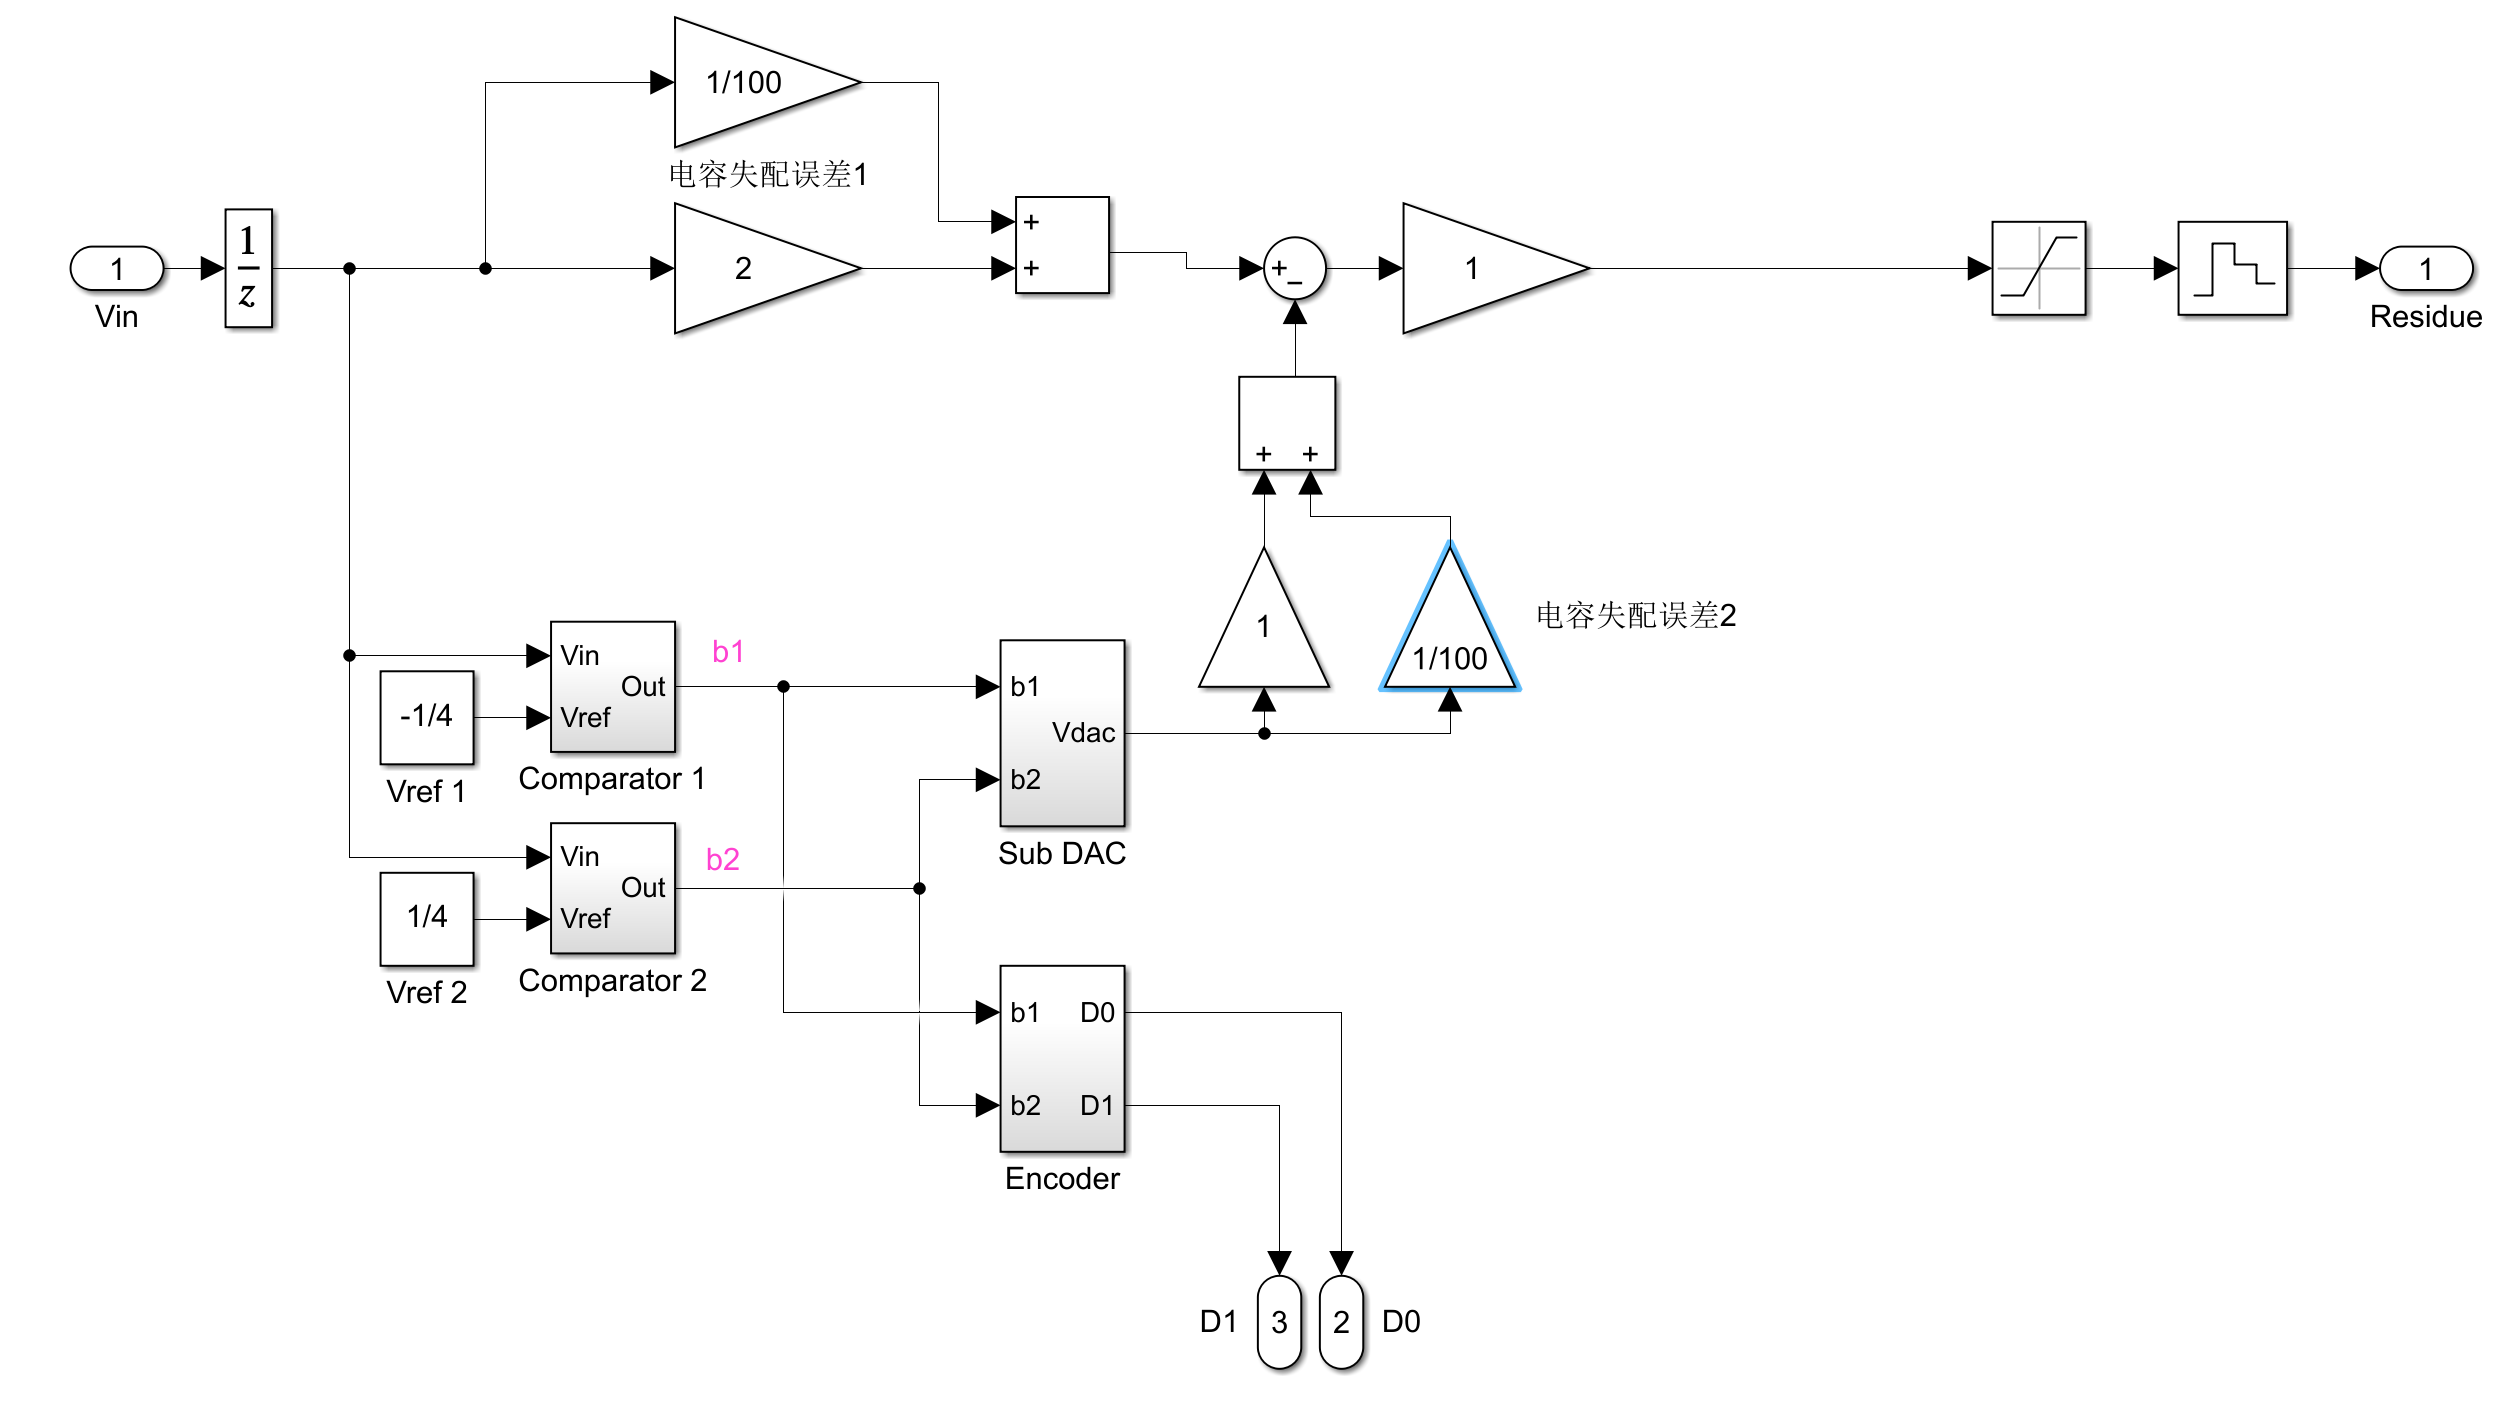 1/100
电容失配误差1
1
Vin
1
z
2
+
+
+
−
1
1
Residue
+ +
1
1/100
电容失配误差2
Vin
Out
Vref
-1/4
Vref 1
Comparator 1
b1
b1
Vdac
b2
Sub DAC
Vin
Out
Vref
1/4
Vref 2
Comparator 2
b2
b1 D0
b2 D1
Encoder
D1 3 2 D0